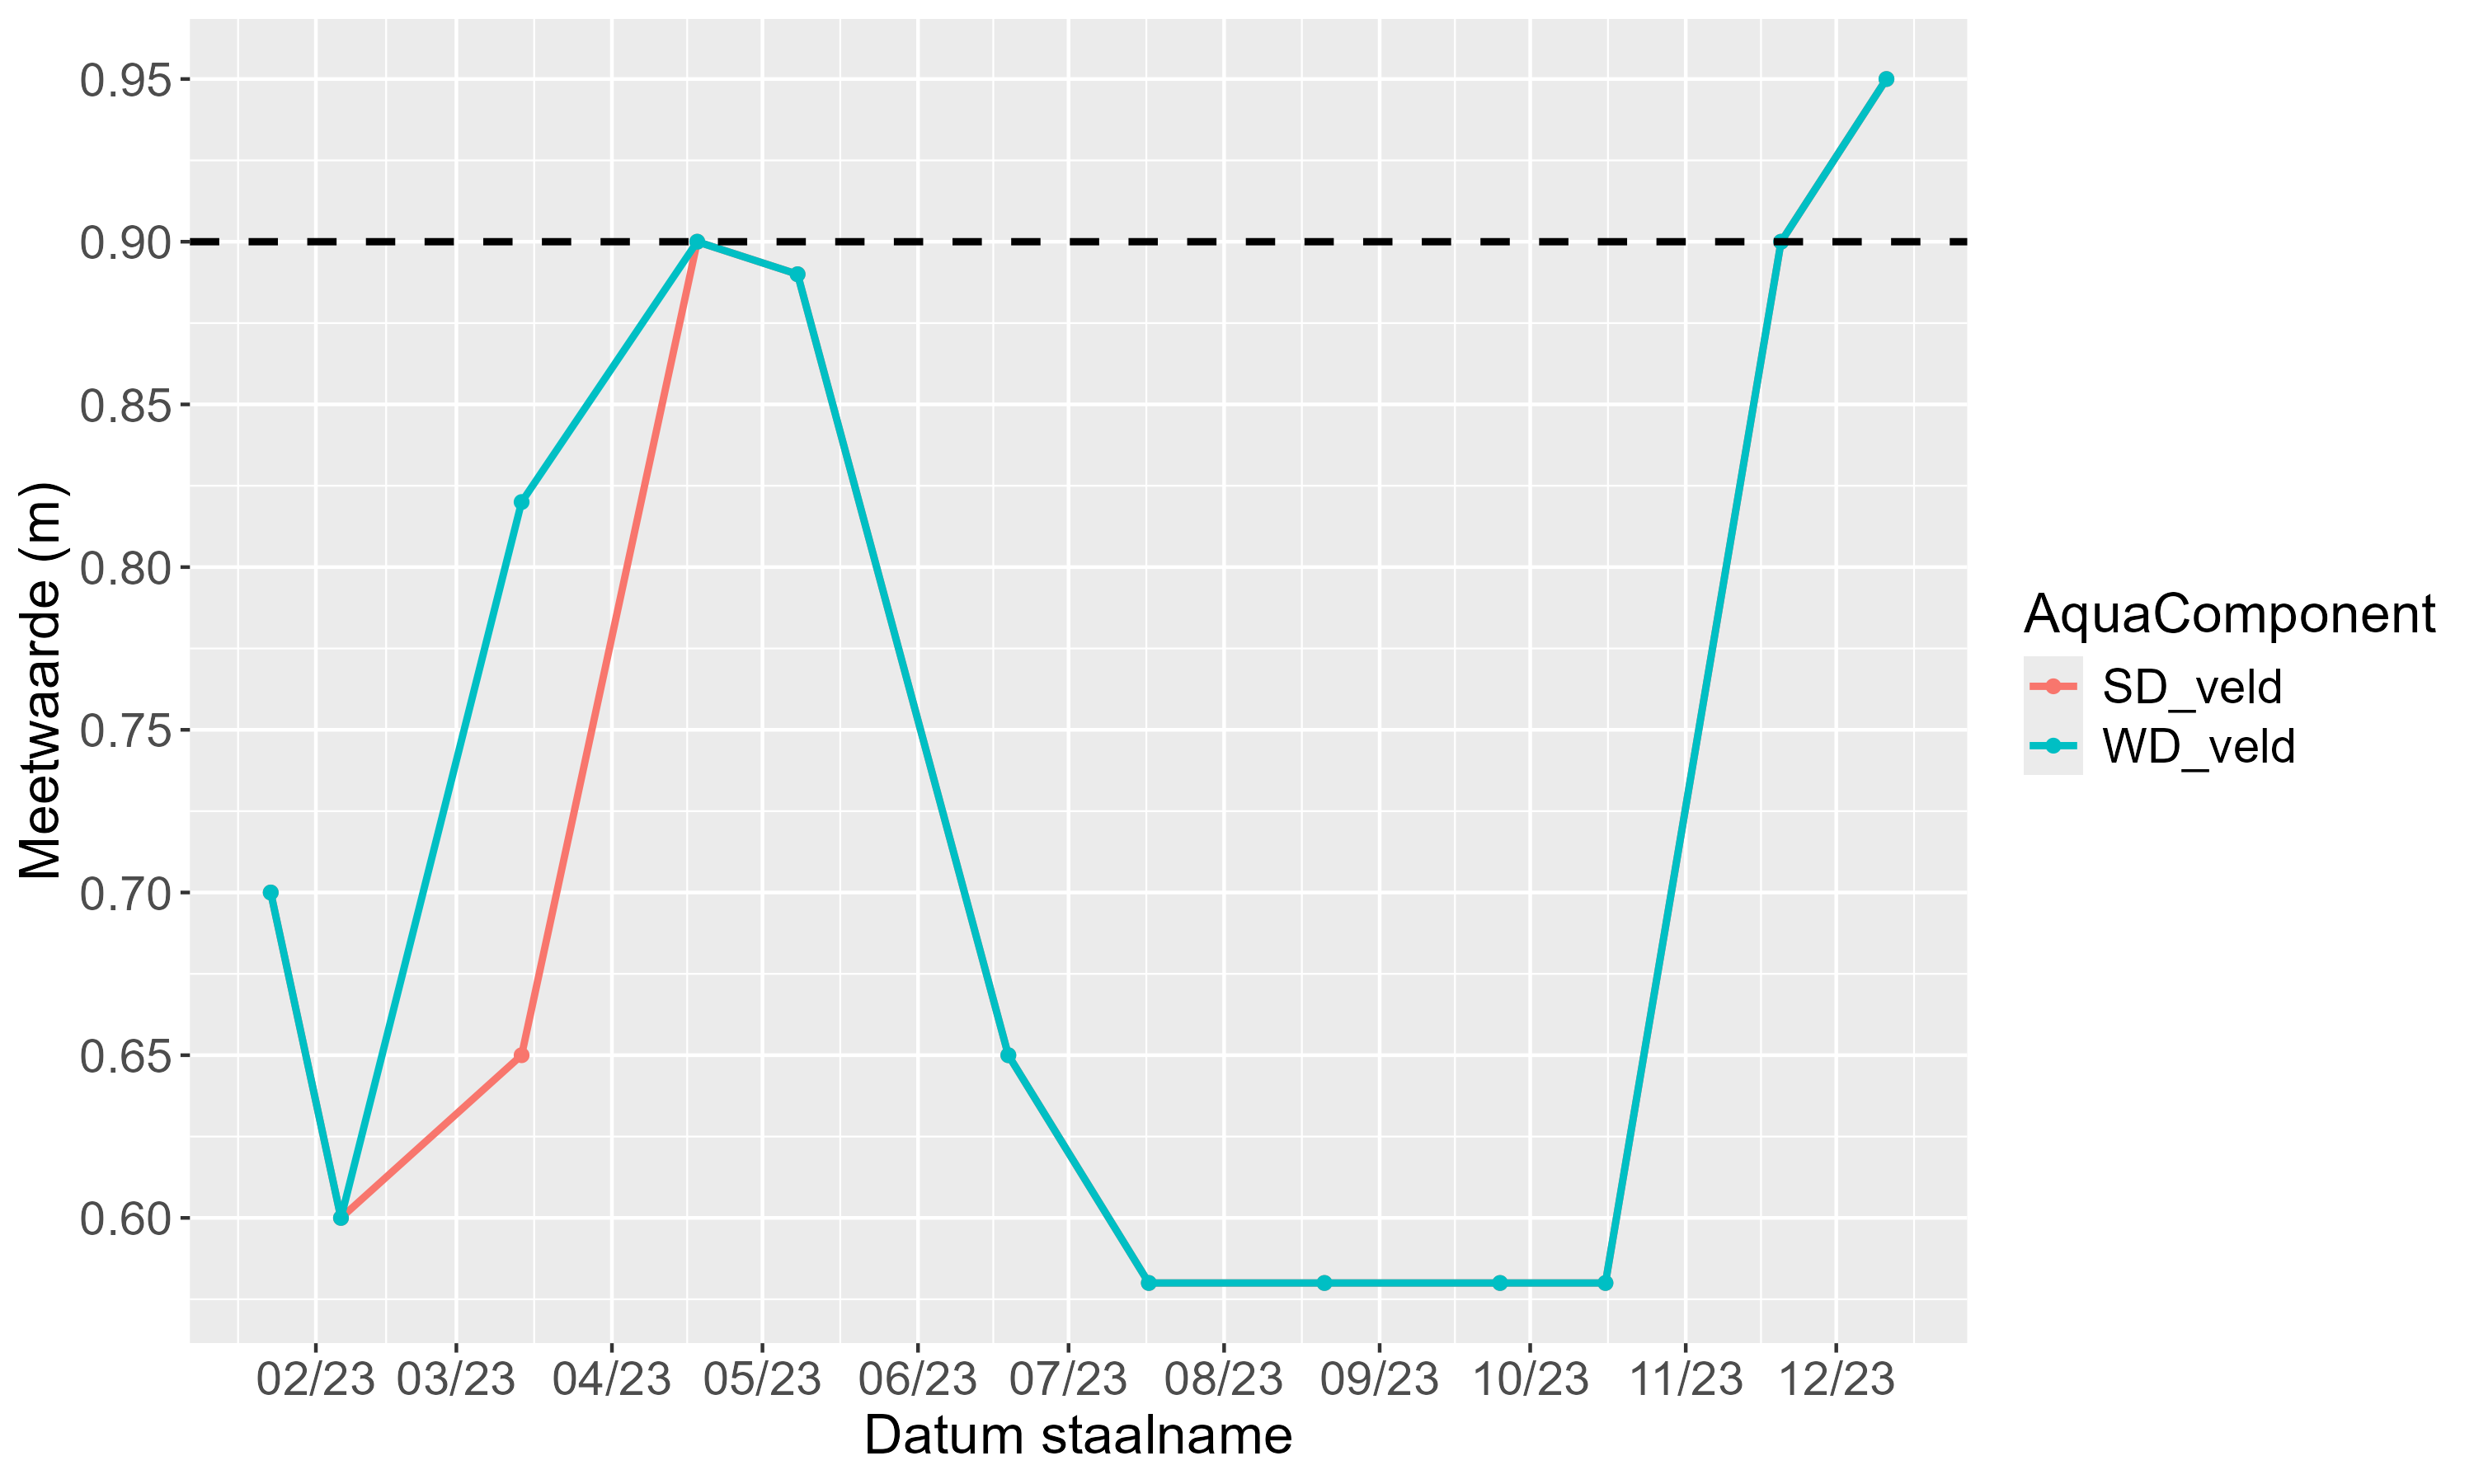 Meetwaarde (m)
0.95
0.90
0.85
0.80
0.75
0.70
0.65
0.60
02/23 03/23 04/23 05/23 06/23 07/23 08/23 09/23 10/23 11/23 12/23
Datum staalname
AquaComponent
SD_veld
WD_veld